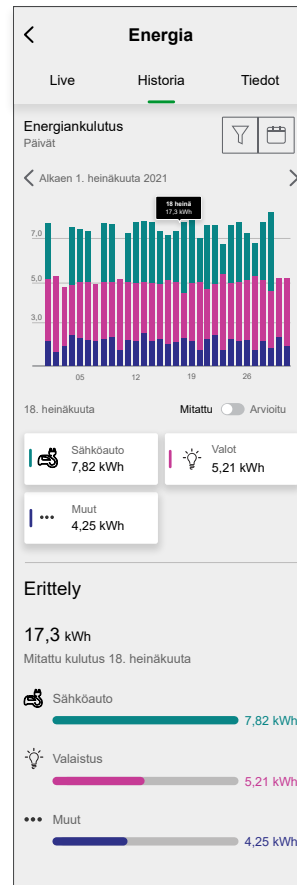 Energia
Live Historia Tiedot
Energiankulutus
Päivät
Alkaen 1. heinäkuuta 2021
18 heinä
17,3 kWh
7,0
5,0
3,0
05 12 19 26
18. heinäkuuta Mitattu Arvioitu
Sähköauto
7,82 kWh
Valot
5,21 kWh
Muut
4,25 kWh
Erittely
17,3 kWh
Mitattu kulutus 18. heinäkuuta
Sähköauto
7,82 kWh
Valaistus
5,21 kWh
Muut
4,25 kWh